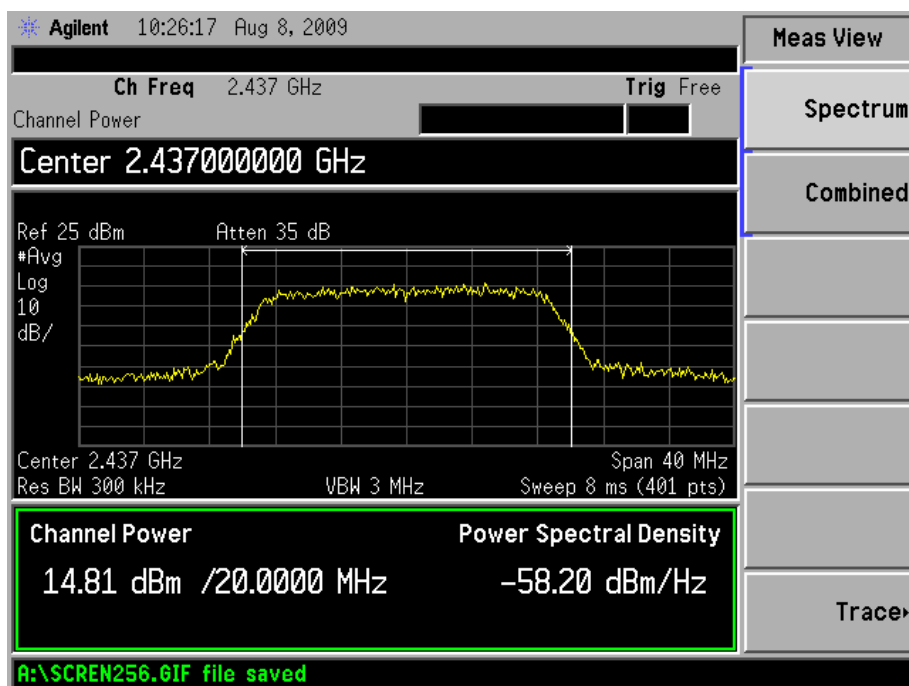 Agilent 10:26:17 Aug 8, 2009
Meas View
Ch Freq 2.437 GHz Trig Free
Channel Power
Spectrum
Center 2.437000000 GHz
Combined
Ref 25 dBm Atten 35 dB
#Avg
Log
10
dB/
Center 2.437 GHz Span 40 MHz
Res BW 300 kHz VBW 3 MHz Sweep 8 ms (401 pts)
Channel Power Power Spectral Density
14.81 dBm /20.0000 MHz -58.20 dBm/Hz
Trace
A:\SCREN256.GIF file saved